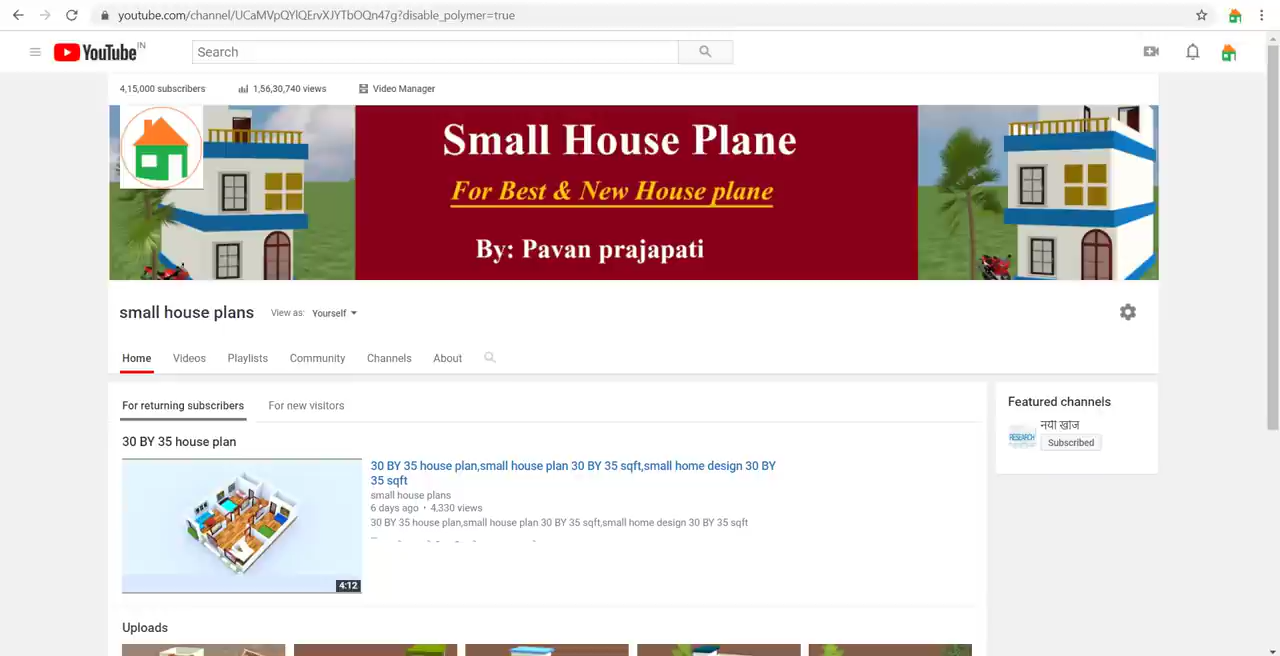 youtube.com/channel/UCaMVpQYlQErvXJYTbOQn47g?disable_polymer=true
YouTube IN
Search
4,15,000 subscribers
1,56,30,740 views
Video Manager
Small House Plane
For Best & New House plane
By: Pavan prajapati
small house plans
View as: Yourself
Home Videos Playlists Community Channels About
For returning subscribers For new visitors
30 BY 35 house plan
30 BY 35 house plan,small house plan 30 BY 35 sqft,small home design 30 BY
35 sqft
small house plans
6 days ago • 4,330 views
30 BY 35 house plan,small house plan 30 BY 35 sqft,small home design 30 BY 35 sqft
4:12
Uploads
Featured channels
RESEARCH
नयी खोज
Subscribed